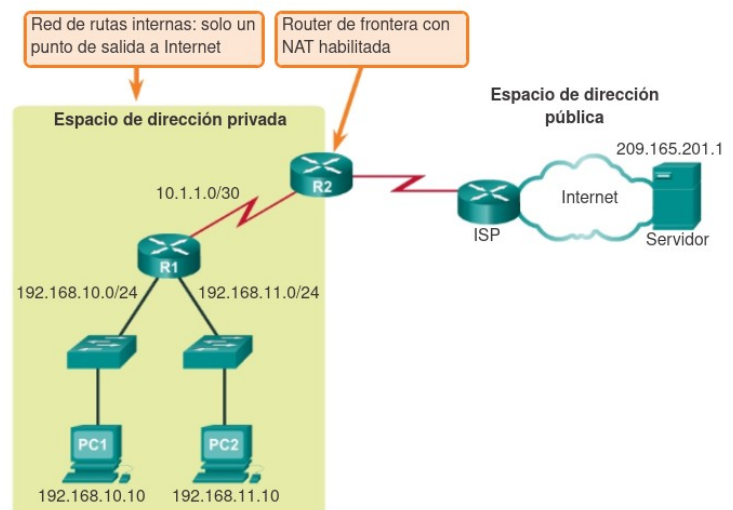 Red de rutas internas: solo un
punto de salida a Internet
Router de frontera con
NAT habilitada
Espacio de dirección privada
Espacio de dirección
pública
209.165.201.1
R2
10.1.1.0/30
Internet
ISP
Servidor
R1
192.168.10.0/24
192.168.11.0/24
PC1
PC2
192.168.10.10
192.168.11.10